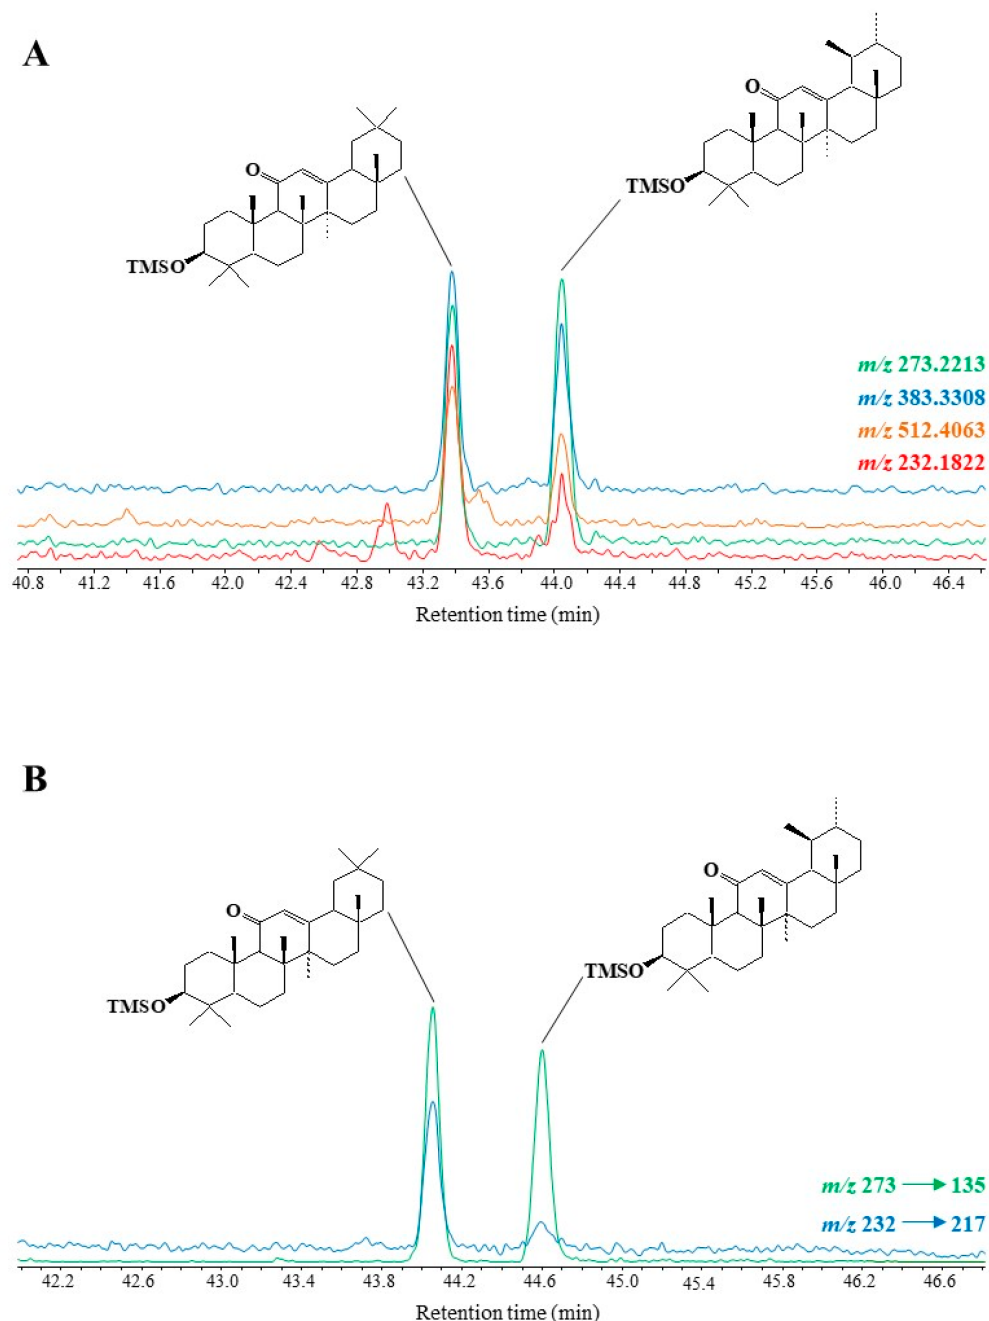 A
O
O
TMSO
TMSO
m/z 273.2213
m/z 383.3308
m/z 512.4063
m/z 232.1822
40.8 41.2 41.6 42.0 42.4 42.8 43.2 43.6 44.0 44.4 44.8 45.2 45.6 46.0 46.4
Retention time (min)
B
O
O
TMSO
TMSO
m/z 273 → 135
m/z 232 → 217
42.2 42.6 43.0 43.4 43.8 44.2 44.6 45.0 45.4 45.8 46.2 46.6
Retention time (min)